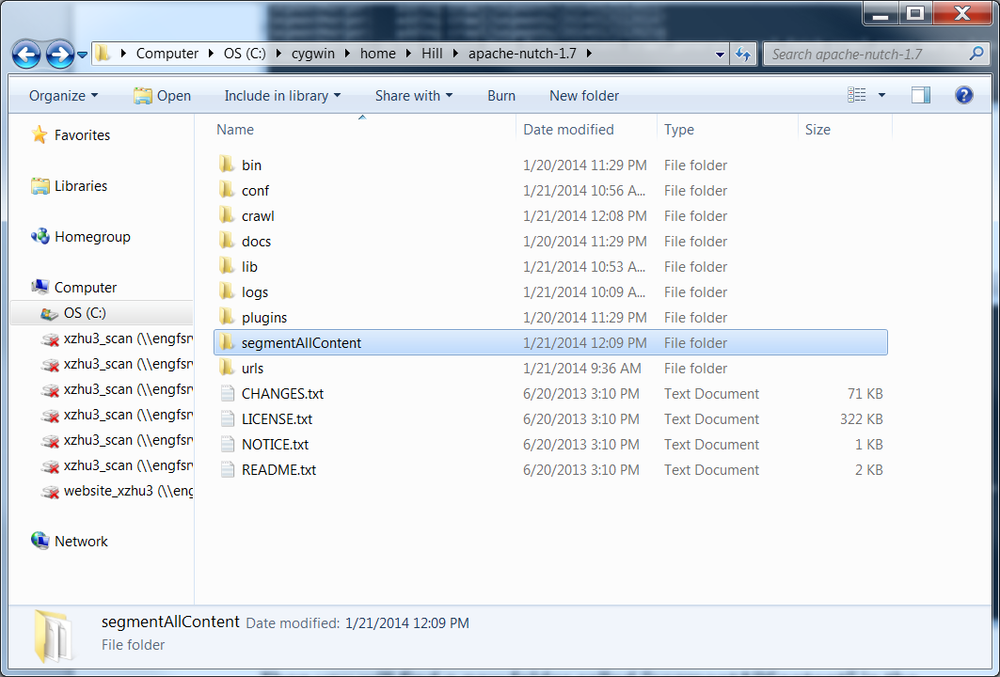 Computer OS (C:) cygwin home Hill apache-nutch-1.7 Search apache-nutch-1.7
Organize Open Include in library Share with Burn New folder
Name Date modified Type Size
Favorites
Libraries
Homegroup
Computer
OS (C:)
xzhu3_scan (\\engfsrv
xzhu3_scan (\\engfsrv
xzhu3_scan (\\engfsrv
xzhu3_scan (\\engfsrv
xzhu3_scan (\\engfsrv
xzhu3_scan (\\engfsrv
website_xzhu3 (\\eng
Network
bin 1/20/2014 11:29 PM File folder
conf 1/21/2014 10:56 A... File folder
crawl 1/21/2014 12:08 PM File folder
docs 1/20/2014 11:29 PM File folder
lib 1/21/2014 10:53 A... File folder
logs 1/21/2014 10:09 A... File folder
plugins 1/20/2014 11:29 PM File folder
segmentAllContent 1/21/2014 12:09 PM File folder
urls 1/21/2014 9:36 AM File folder
CHANGES.txt 6/20/2013 3:10 PM Text Document 71 KB
LICENSE.txt 6/20/2013 3:10 PM Text Document 322 KB
NOTICE.txt 6/20/2013 3:10 PM Text Document 1 KB
README.txt 6/20/2013 3:10 PM Text Document 2 KB
segmentAllContent Date modified: 1/21/2014 12:09 PM
File folder